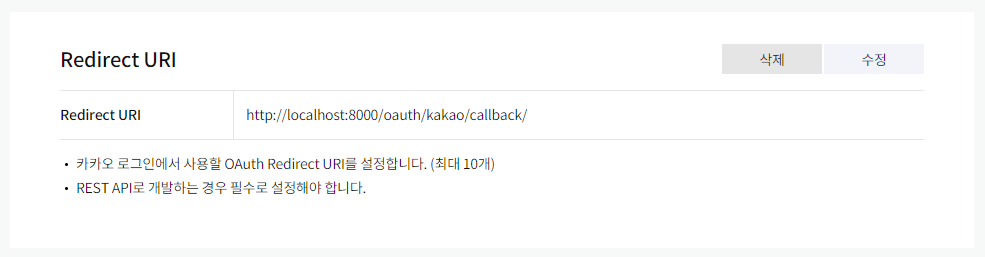 Redirect URI
삭제
수정
Redirect URI
http://localhost:8000/oauth/kakao/callback/
• 카카오 로그인에서 사용할 OAuth Redirect URI를 설정합니다. (최대 10개)
• REST API로 개발하는 경우 필수로 설정해야 합니다.